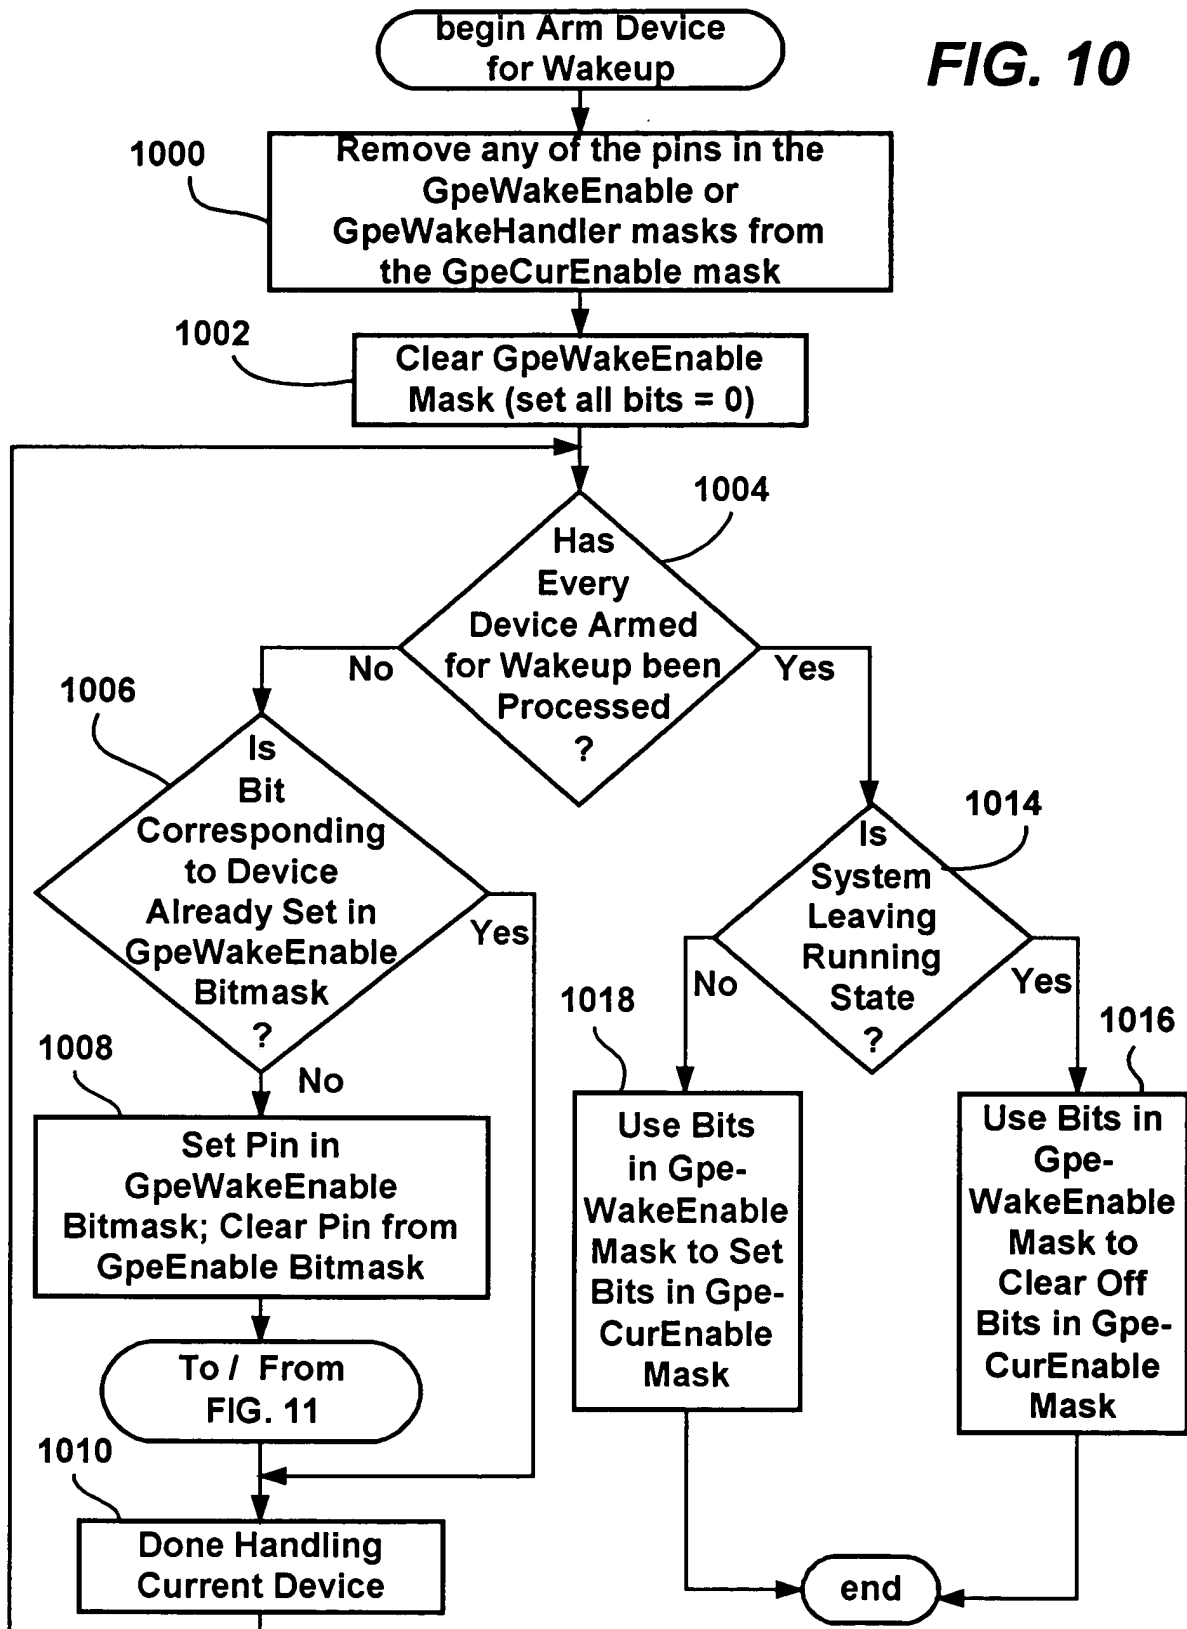 begin Arm Device
for Wakeup
FIG. 10
1000
Remove any of the pins in the
GpeWakeEnable or
GpeWakeHandler masks from
the GpeCurEnable mask
1002
Clear GpeWakeEnable
Mask (set all bits = 0)
1004
Has
Every
Device Armed
for Wakeup been
Processed
?
No
Yes
1006
Is
Bit
Corresponding
to Device
Already Set in
GpeWakeEnable
Bitmask
?
Yes
No
1014
Is
System
Leaving
Running
State
?
No
Yes
1008
Set Pin in
GpeWakeEnable
Bitmask; Clear Pin from
GpeEnable Bitmask
To / From
FIG. 11
1010
Done Handling
Current Device
1018
Use Bits
in Gpe-
WakeEnable
Mask to Set
Bits in Gpe-
CurEnable
Mask
1016
Use Bits in
Gpe-
WakeEnable
Mask to
Clear Off
Bits in Gpe-
CurEnable
Mask
end